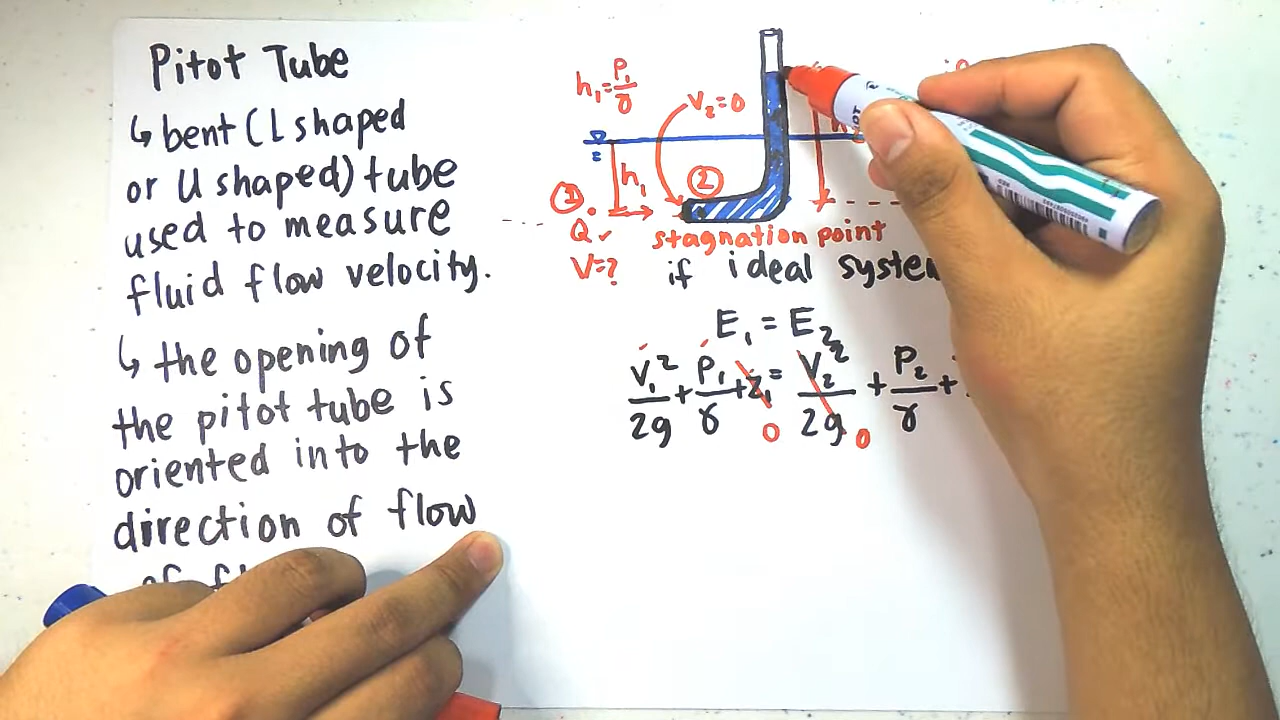 Pitot Tube
↳ bent (L shaped
or U shaped) tube
used to measure
fluid flow velocity.
↳ the opening of
the pitot tube is
oriented into the
direction of flow
h₁ = P₁/γ
V₂ = 0
h₁
②
①
Q ✓
stagnation point
V = ?
if ideal system
E₁ = E₂
V₁²/2g + P₁/γ + z₁ = V₂²/2g + P₂/γ +
0 0